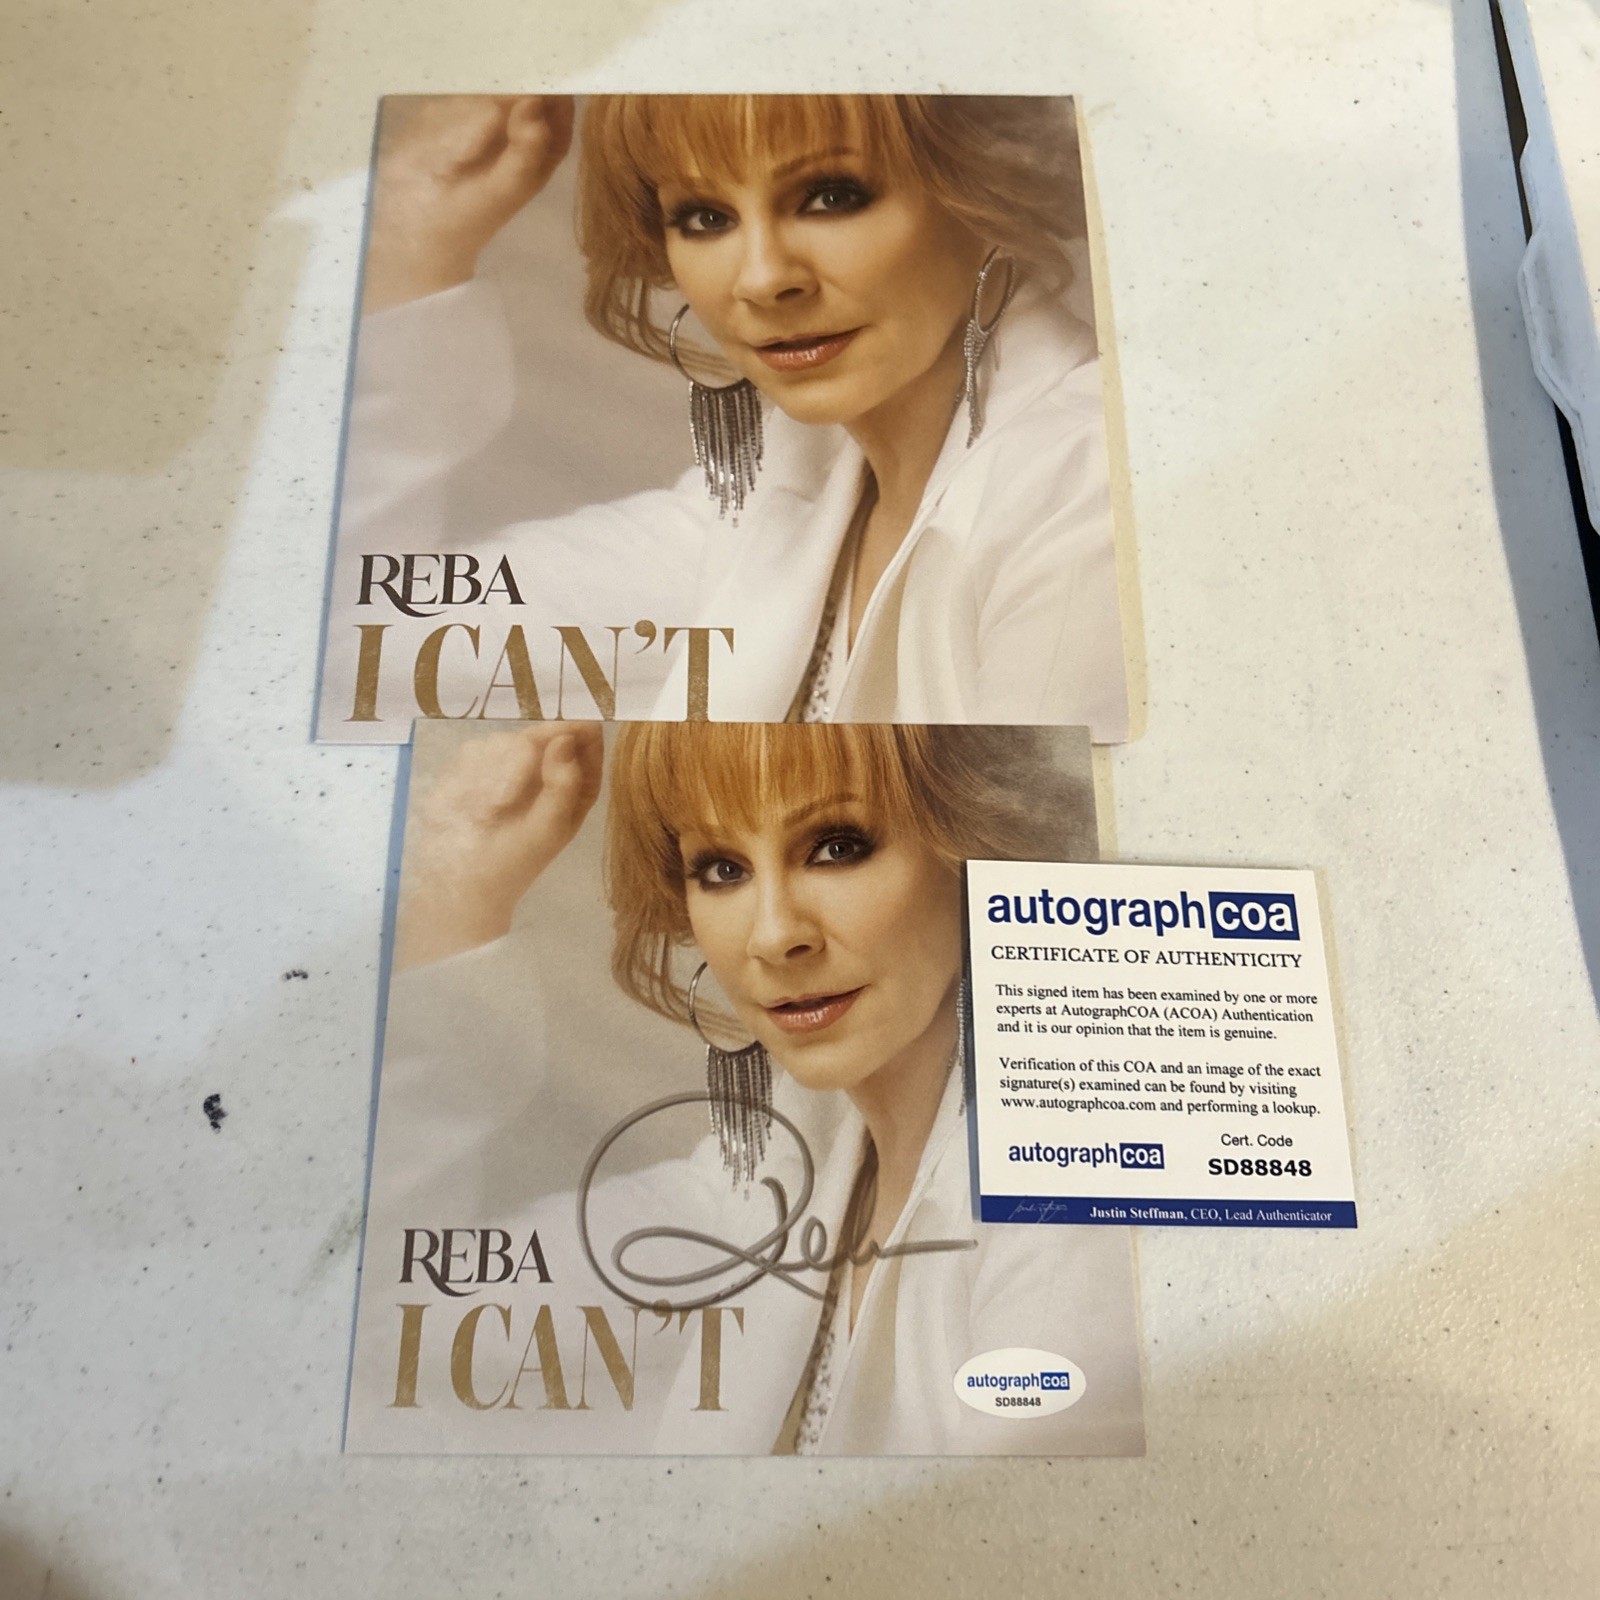 REBA
I CAN'T
autographcoa
CERTIFICATE OF AUTHENTICITY
This signed item has been examined by one or more
experts at AutographCOA (ACOA) Authentication
and it is our opinion that the item is genuine.
Verification of this COA and an image of the exact
signature(s) examined can be found by visiting
www.autographcoa.com and performing a lookup.
autographcoa
Cert. Code
SD88848
Justin Steffman, CEO, Lead Authenticator
Reba
REBA
I CAN'T
autographcoa
SD88848